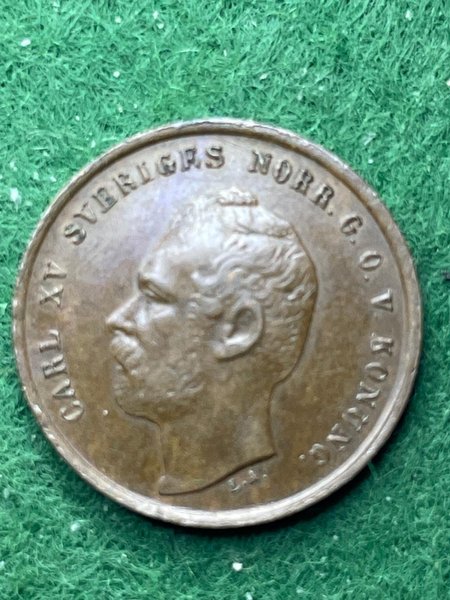 CARL XV SVERIGES NORR. G. O. V KONUNG.
L.A.